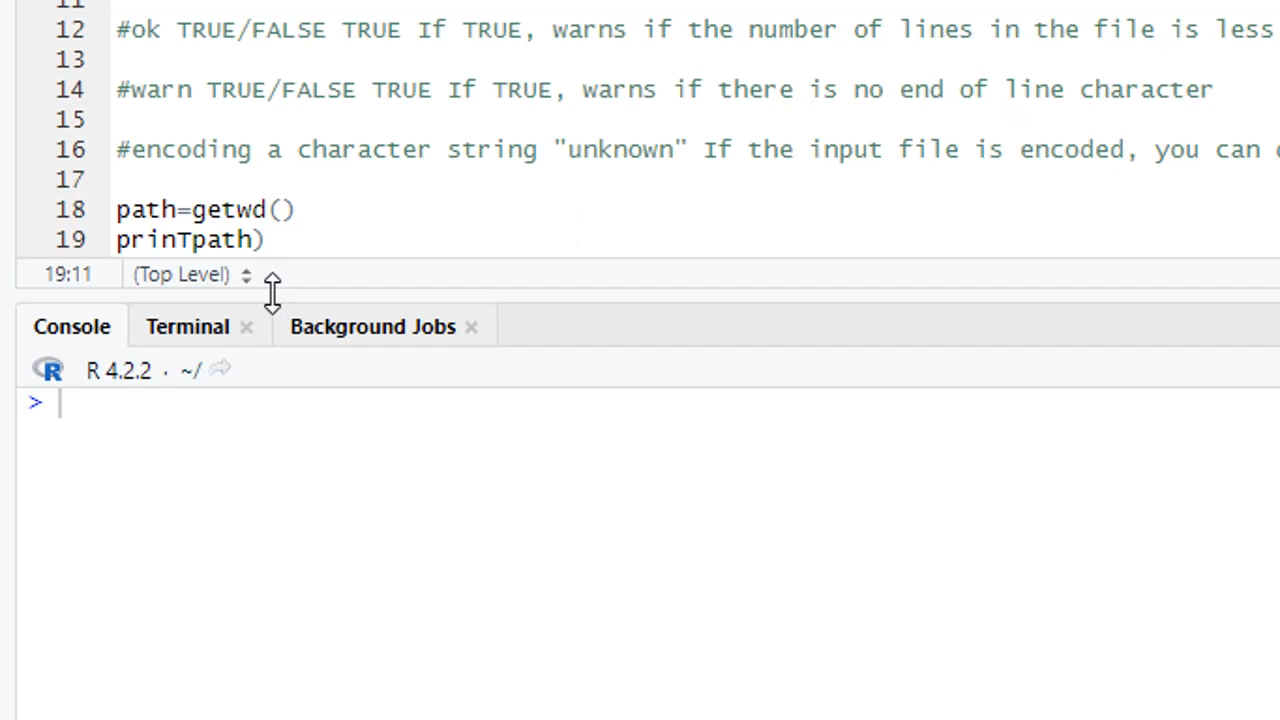 11
12 #ok TRUE/FALSE TRUE If TRUE, warns if the number of lines in the file is less
13
14 #warn TRUE/FALSE TRUE If TRUE, warns if there is no end of line character
15
16 #encoding a character string "unknown" If the input file is encoded, you can
17
18 path=getwd()
19 prinTpath)
19:11 (Top Level)
Console Terminal Background Jobs
R R 4.2.2 · ~/
>